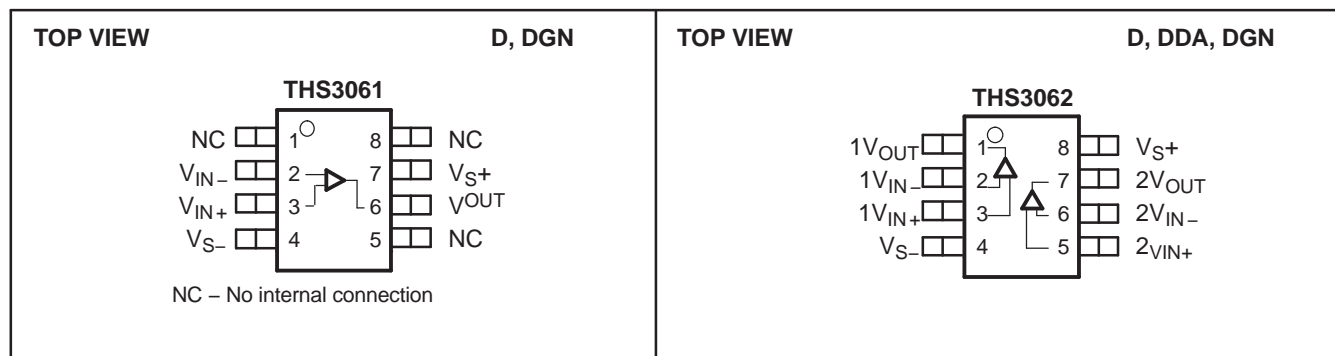 TOP VIEW D, DGN
THS3061
NC 1 8 NC
VIN− 2 7 VS+
VIN+ 3 6 VOUT
VS− 4 5 NC
NC − No internal connection
TOP VIEW D, DDA, DGN
THS3062
1VOUT 1 8 VS+
1VIN− 2 7 2VOUT
1VIN+ 3 6 2VIN−
VS− 4 5 2VIN+